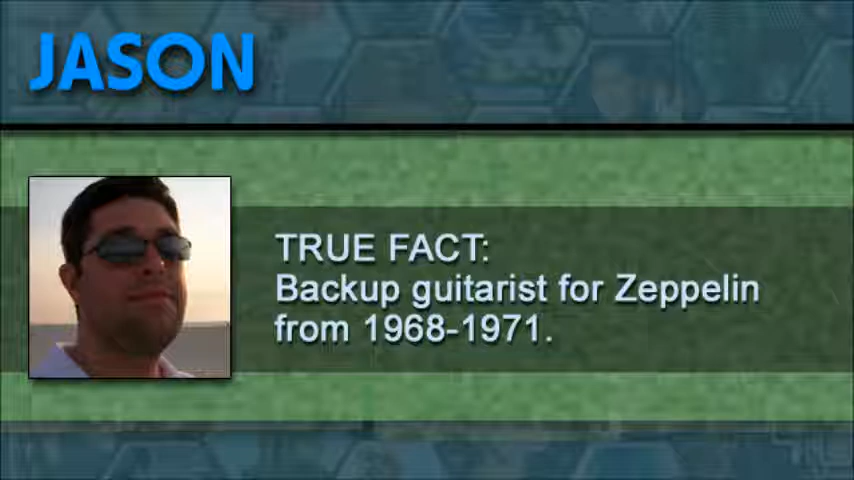 JASON
TRUE FACT:
Backup guitarist for Zeppelin
from 1968-1971.